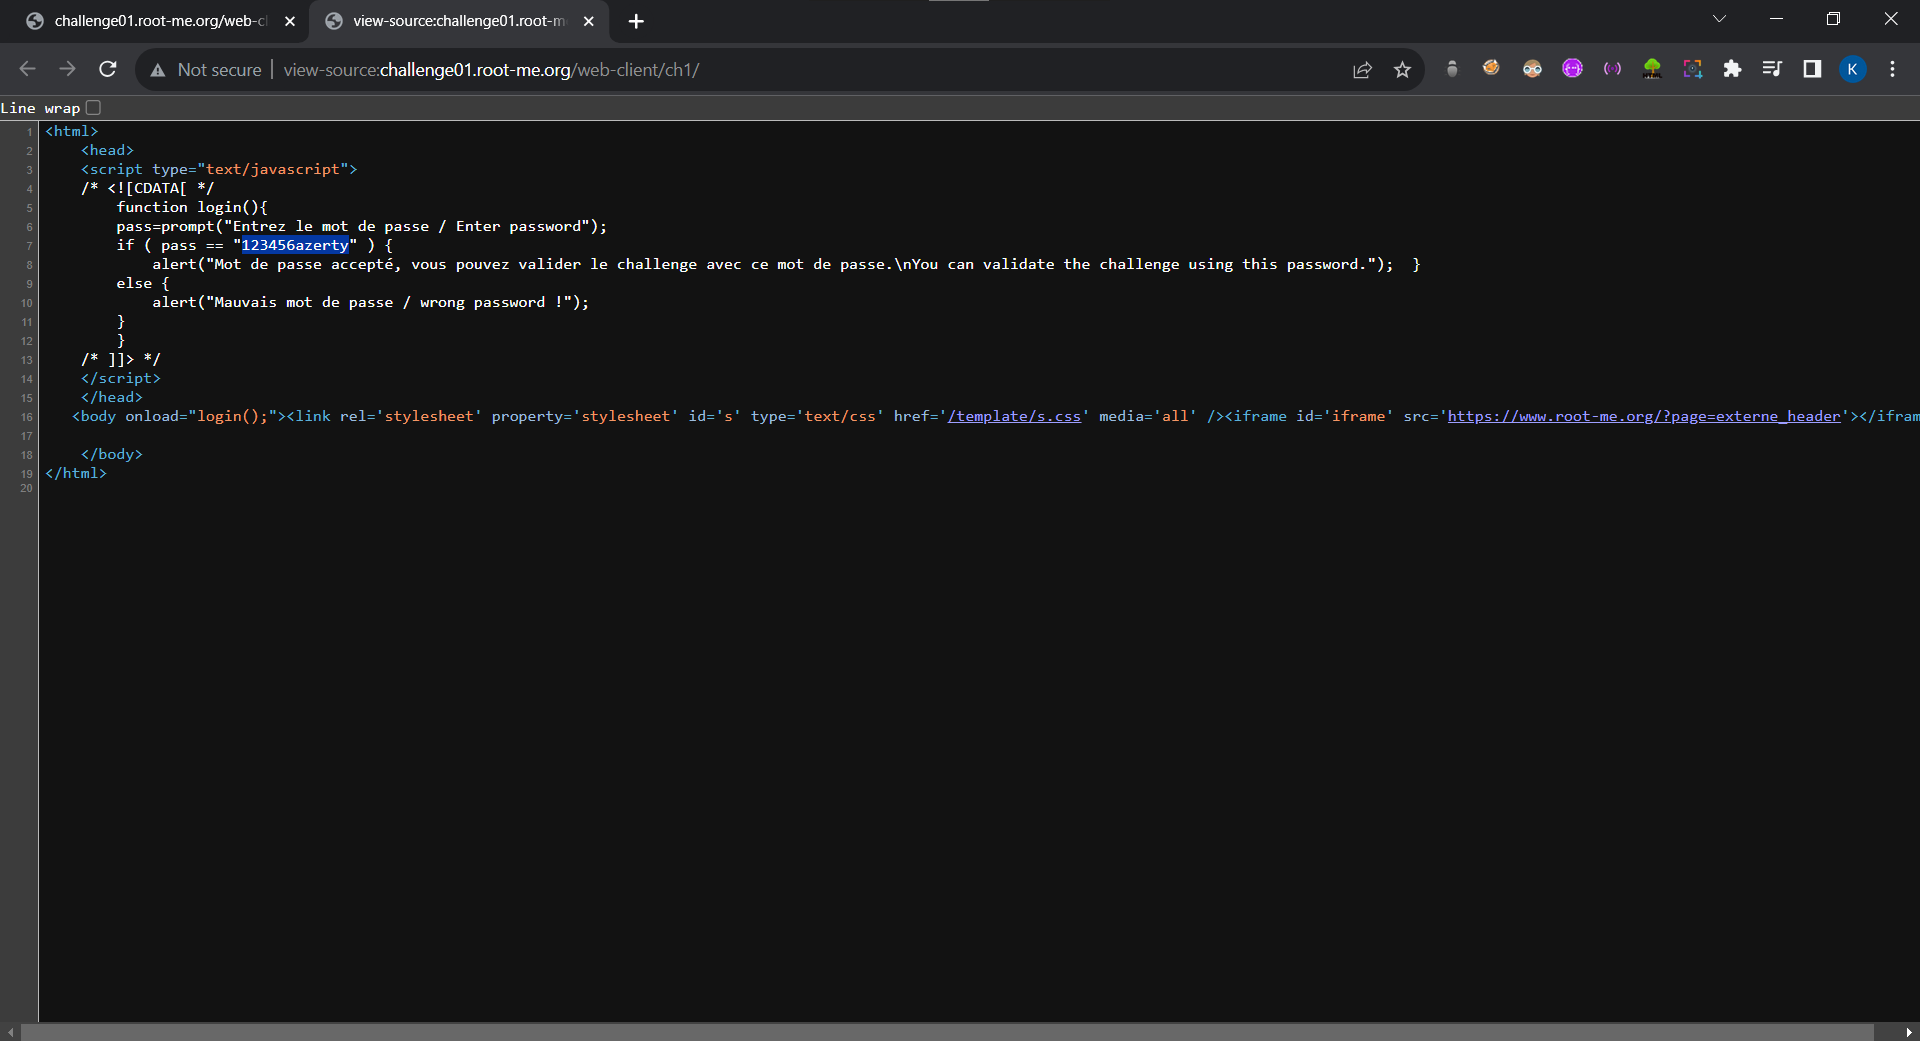 challenge01.root-me.org/web-cl
view-source:challenge01.root-m
Not secure | view-source:challenge01.root-me.org/web-client/ch1/
K
Line wrap
1 <html>
2     <head>
3     <script type="text/javascript">
4     /* <![CDATA[ */
5         function login(){
6         pass=prompt("Entrez le mot de passe / Enter password");
7         if ( pass == "123456azerty" ) {
8             alert("Mot de passe accepté, vous pouvez valider le challenge avec ce mot de passe.\nYou can validate the challenge using this password.");  }
9         else {
10             alert("Mauvais mot de passe / wrong password !");
11         }
12         }
13     /* ]]> */
14     </script>
15     </head>
16    <body onload="login();"><link rel='stylesheet' property='stylesheet' id='s' type='text/css' href='/template/s.css' media='all' /><iframe id='iframe' src='https://www.root-me.org/?page=externe_header'></ifram
17
18     </body>
19 </html>
20